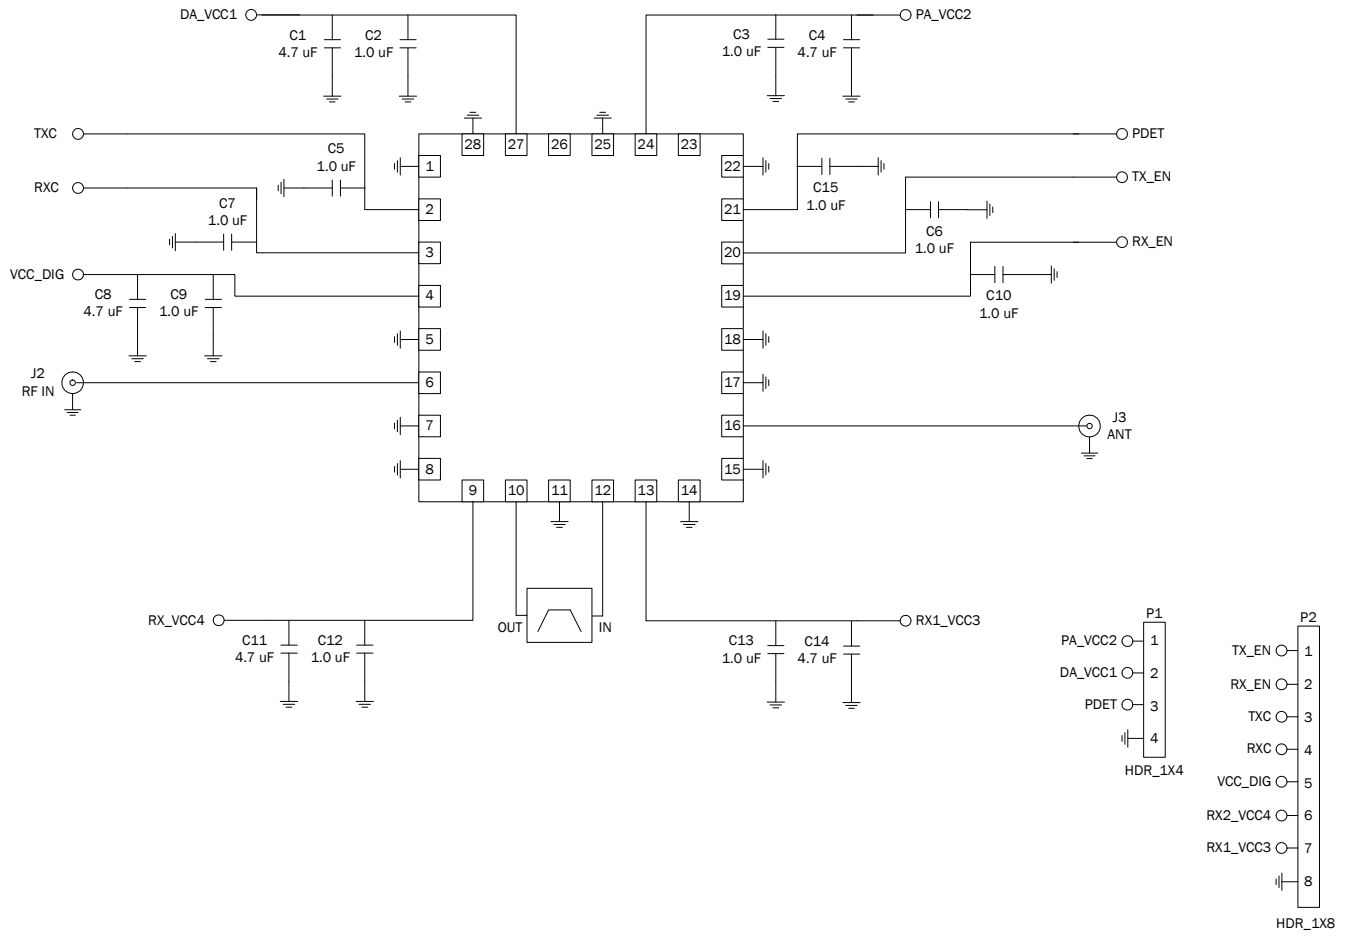 DA_VCC1
C1
4.7 uF
C2
1.0 uF
C3
1.0 uF
C4
4.7 uF
PA_VCC2
TXC
C5
1.0 uF
RXC
C7
1.0 uF
VCC_DIG
C8
4.7 uF
C9
1.0 uF
J2
RF IN
28
27
26
25
24
23
1
2
3
4
5
6
7
8
22
21
20
19
18
17
16
15
9
10
11
12
13
14
PDET
C15
1.0 uF
TX_EN
C6
1.0 uF
RX_EN
C10
1.0 uF
J3
ANT
RX_VCC4
C11
4.7 uF
C12
1.0 uF
OUT
IN
C13
1.0 uF
C14
4.7 uF
RX1_VCC3
P1
PA_VCC2 1
DA_VCC1 2
PDET 3
4
HDR_1X4
P2
TX_EN 1
RX_EN 2
TXC 3
RXC 4
VCC_DIG 5
RX2_VCC4 6
RX1_VCC3 7
8
HDR_1X8